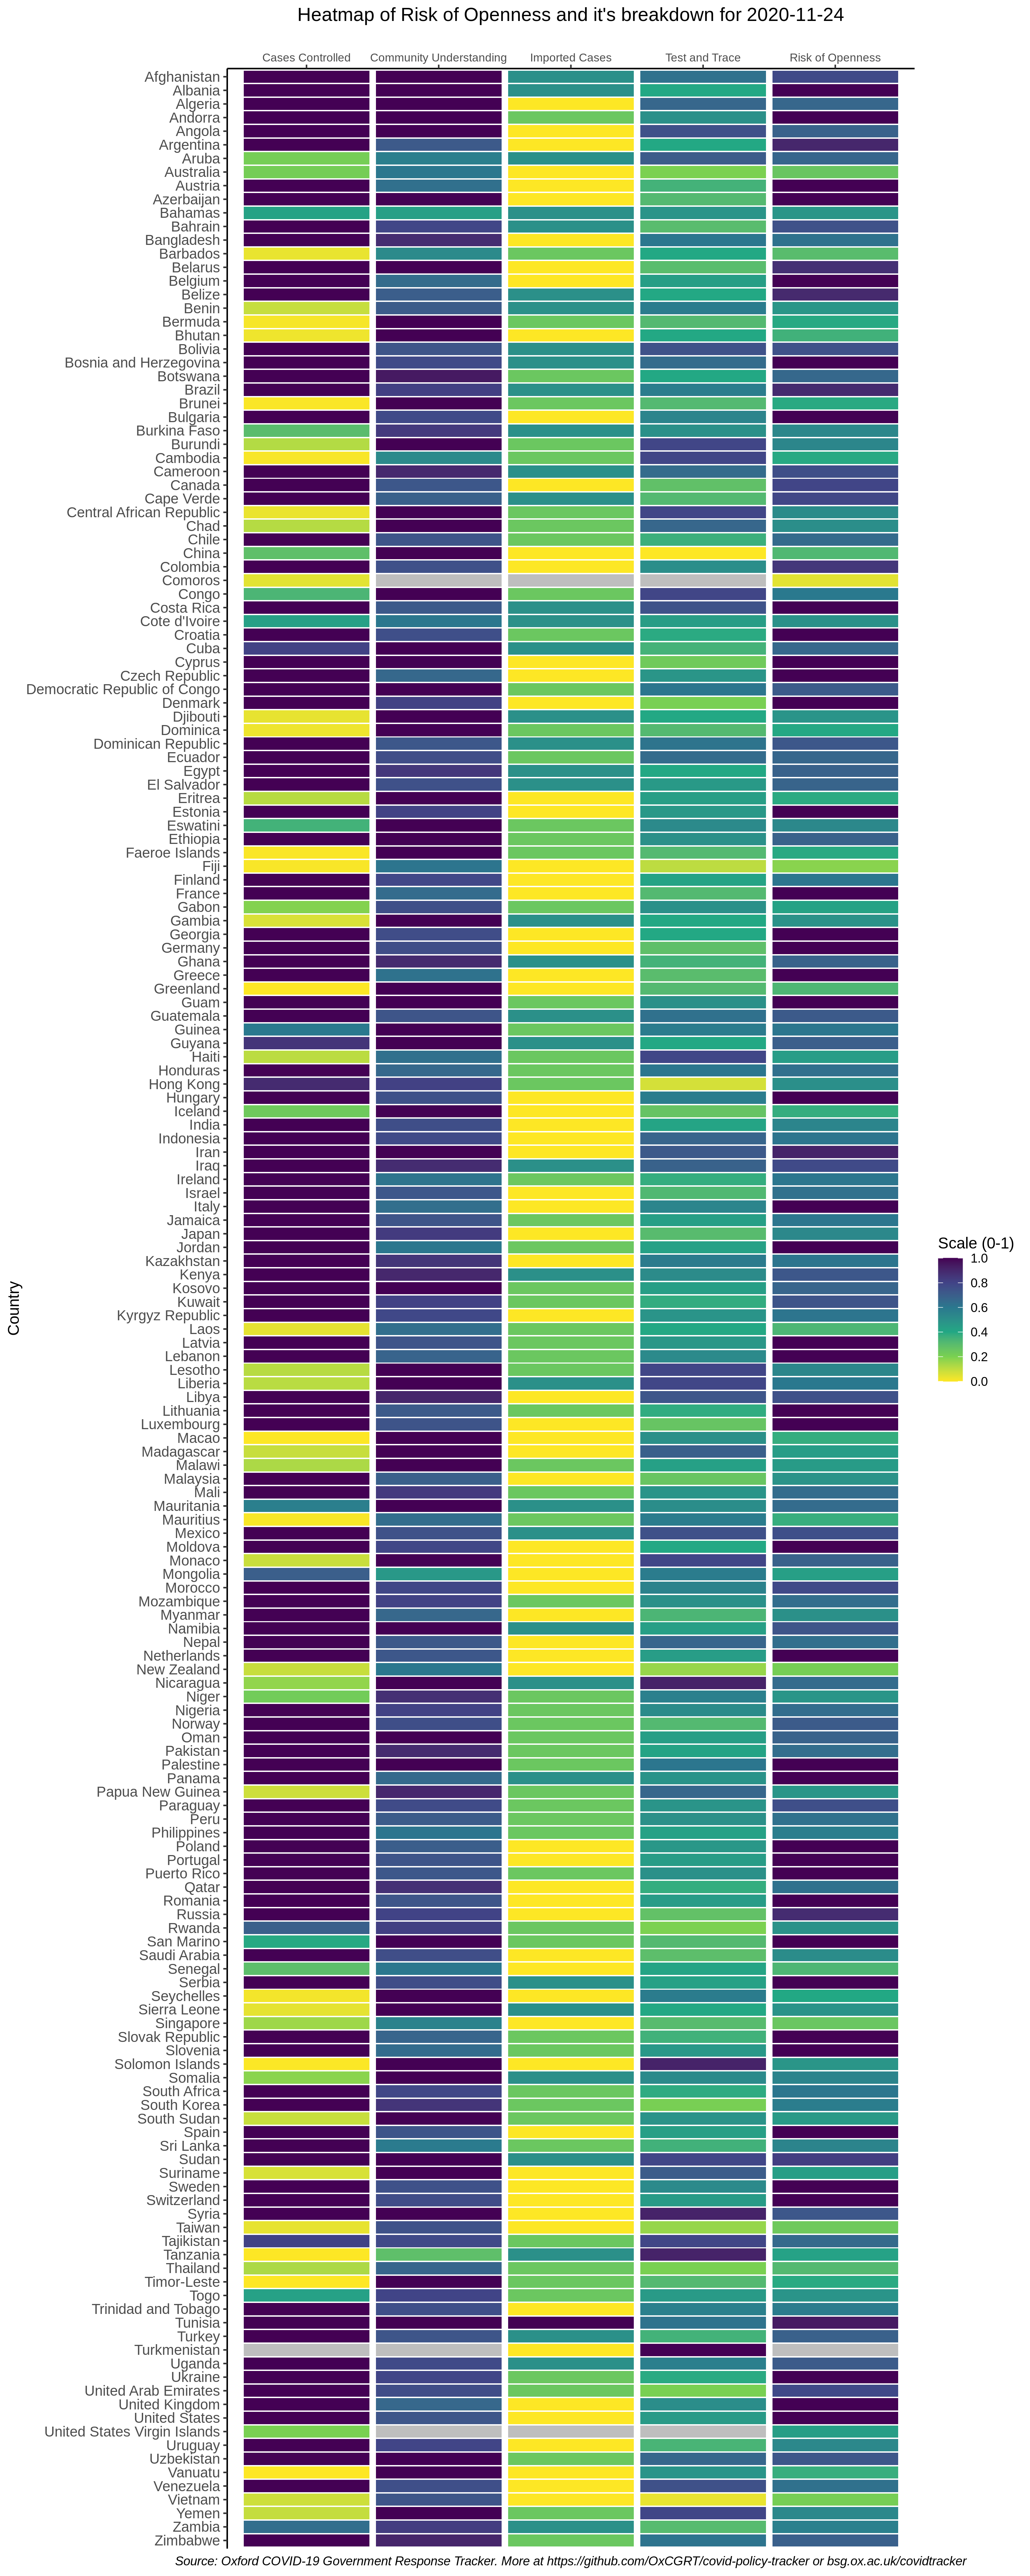 Heatmap of Risk of Openness and it's breakdown for 2020-11-24
Cases Controlled Community Understanding Imported Cases Test and Trace Risk of Openness
Afghanistan
Albania
Algeria
Andorra
Angola
Argentina
Aruba
Australia
Austria
Azerbaijan
Bahamas
Bahrain
Bangladesh
Barbados
Belarus
Belgium
Belize
Benin
Bermuda
Bhutan
Bolivia
Bosnia and Herzegovina
Botswana
Brazil
Brunei
Bulgaria
Burkina Faso
Burundi
Cambodia
Cameroon
Canada
Cape Verde
Central African Republic
Chad
Chile
China
Colombia
Comoros
Congo
Costa Rica
Cote d'Ivoire
Croatia
Cuba
Cyprus
Czech Republic
Democratic Republic of Congo
Denmark
Djibouti
Dominica
Dominican Republic
Ecuador
Egypt
El Salvador
Eritrea
Estonia
Eswatini
Ethiopia
Faeroe Islands
Fiji
Finland
France
Gabon
Gambia
Georgia
Germany
Ghana
Greece
Greenland
Guam
Guatemala
Guinea
Guyana
Haiti
Honduras
Hong Kong
Hungary
Iceland
India
Indonesia
Iran
Iraq
Ireland
Israel
Italy
Jamaica
Japan
Jordan
Kazakhstan
Kenya
Kosovo
Kuwait
Kyrgyz Republic
Laos
Latvia
Lebanon
Lesotho
Liberia
Libya
Lithuania
Luxembourg
Macao
Madagascar
Malawi
Malaysia
Mali
Mauritania
Mauritius
Mexico
Moldova
Monaco
Mongolia
Morocco
Mozambique
Myanmar
Namibia
Nepal
Netherlands
New Zealand
Nicaragua
Niger
Nigeria
Norway
Oman
Pakistan
Palestine
Panama
Papua New Guinea
Paraguay
Peru
Philippines
Poland
Portugal
Puerto Rico
Qatar
Romania
Russia
Rwanda
San Marino
Saudi Arabia
Senegal
Serbia
Seychelles
Sierra Leone
Singapore
Slovak Republic
Slovenia
Solomon Islands
Somalia
South Africa
South Korea
South Sudan
Spain
Sri Lanka
Sudan
Suriname
Sweden
Switzerland
Syria
Taiwan
Tajikistan
Tanzania
Thailand
Timor-Leste
Togo
Trinidad and Tobago
Tunisia
Turkey
Turkmenistan
Uganda
Ukraine
United Arab Emirates
United Kingdom
United States
United States Virgin Islands
Uruguay
Uzbekistan
Vanuatu
Venezuela
Vietnam
Yemen
Zambia
Zimbabwe
Country
Scale (0-1)
1.0
0.8
0.6
0.4
0.2
0.0
Source: Oxford COVID-19 Government Response Tracker. More at https://github.com/OxCGRT/covid-policy-tracker or bsg.ox.ac.uk/covidtracker